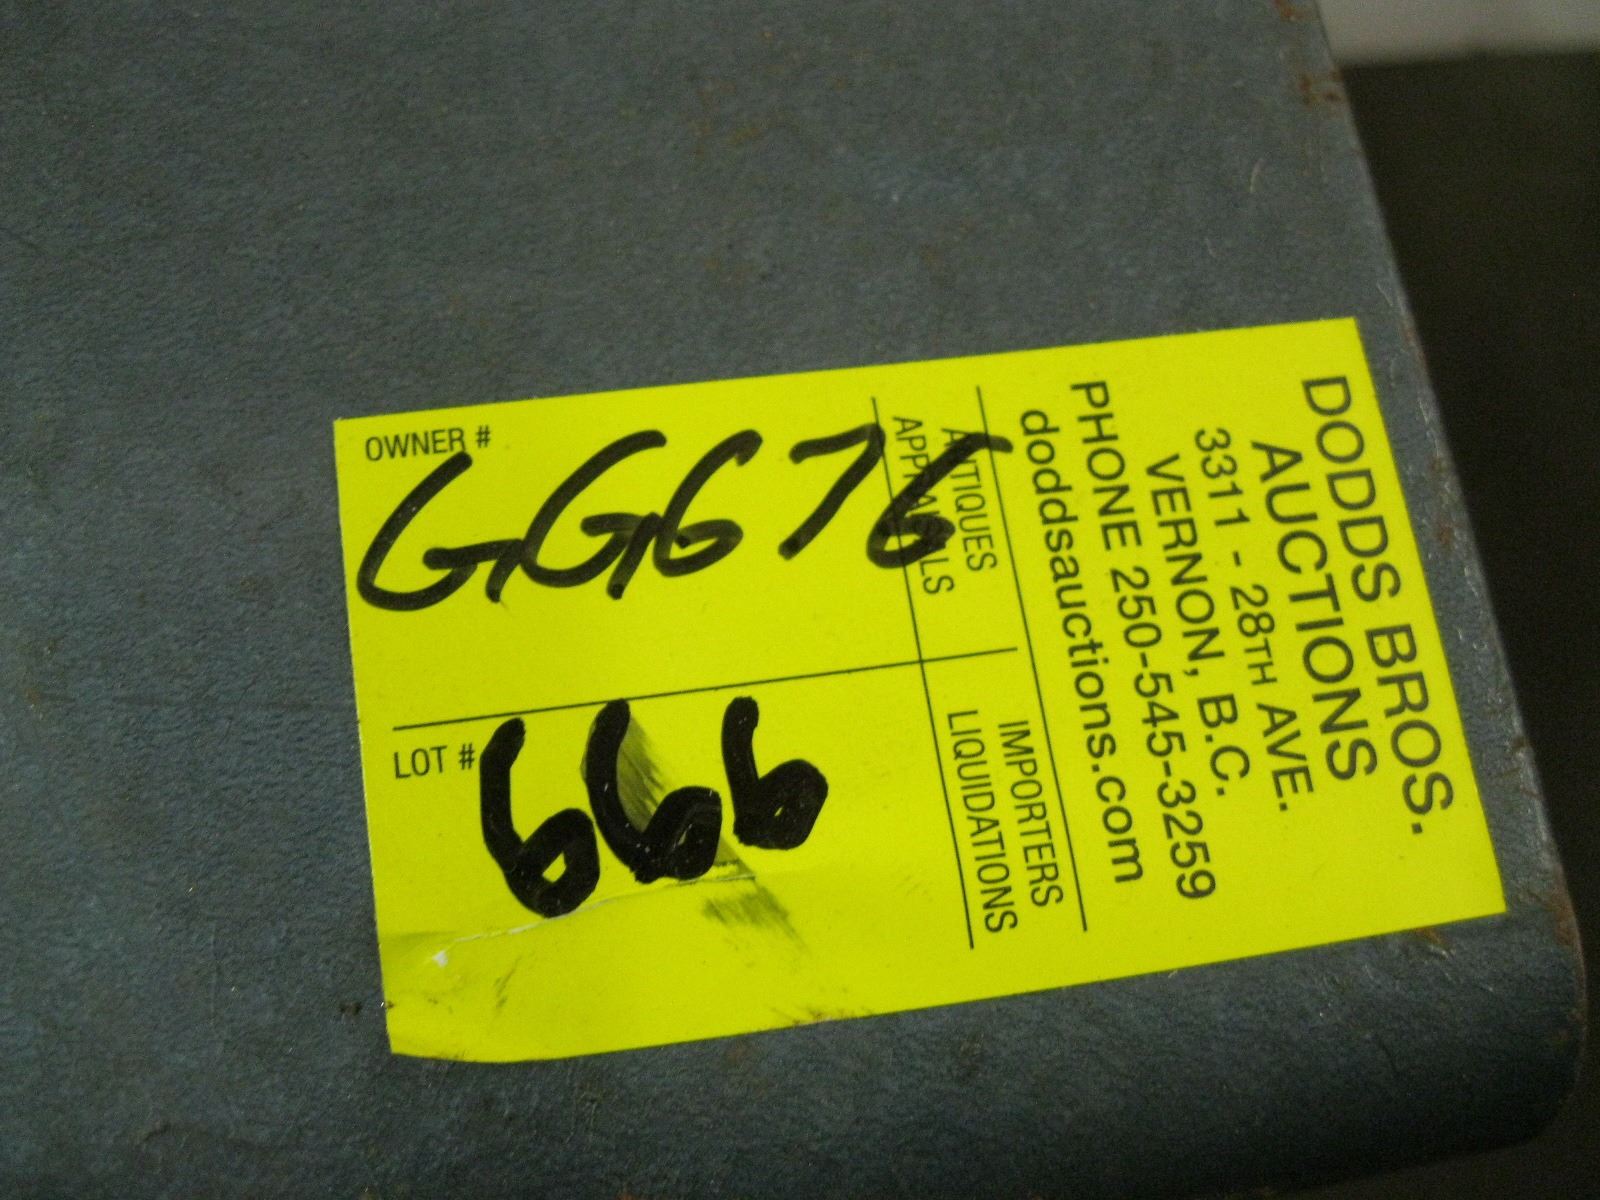 DODDS BROS.
AUCTIONS
3311 - 28TH AVE.
VERNON, B.C.
PHONE 250-545-3259
doddsauctions.com
ANTIQUES
APPRAISALS
IMPORTERS
LIQUIDATIONS
OWNER #
GG676
LOT #
666